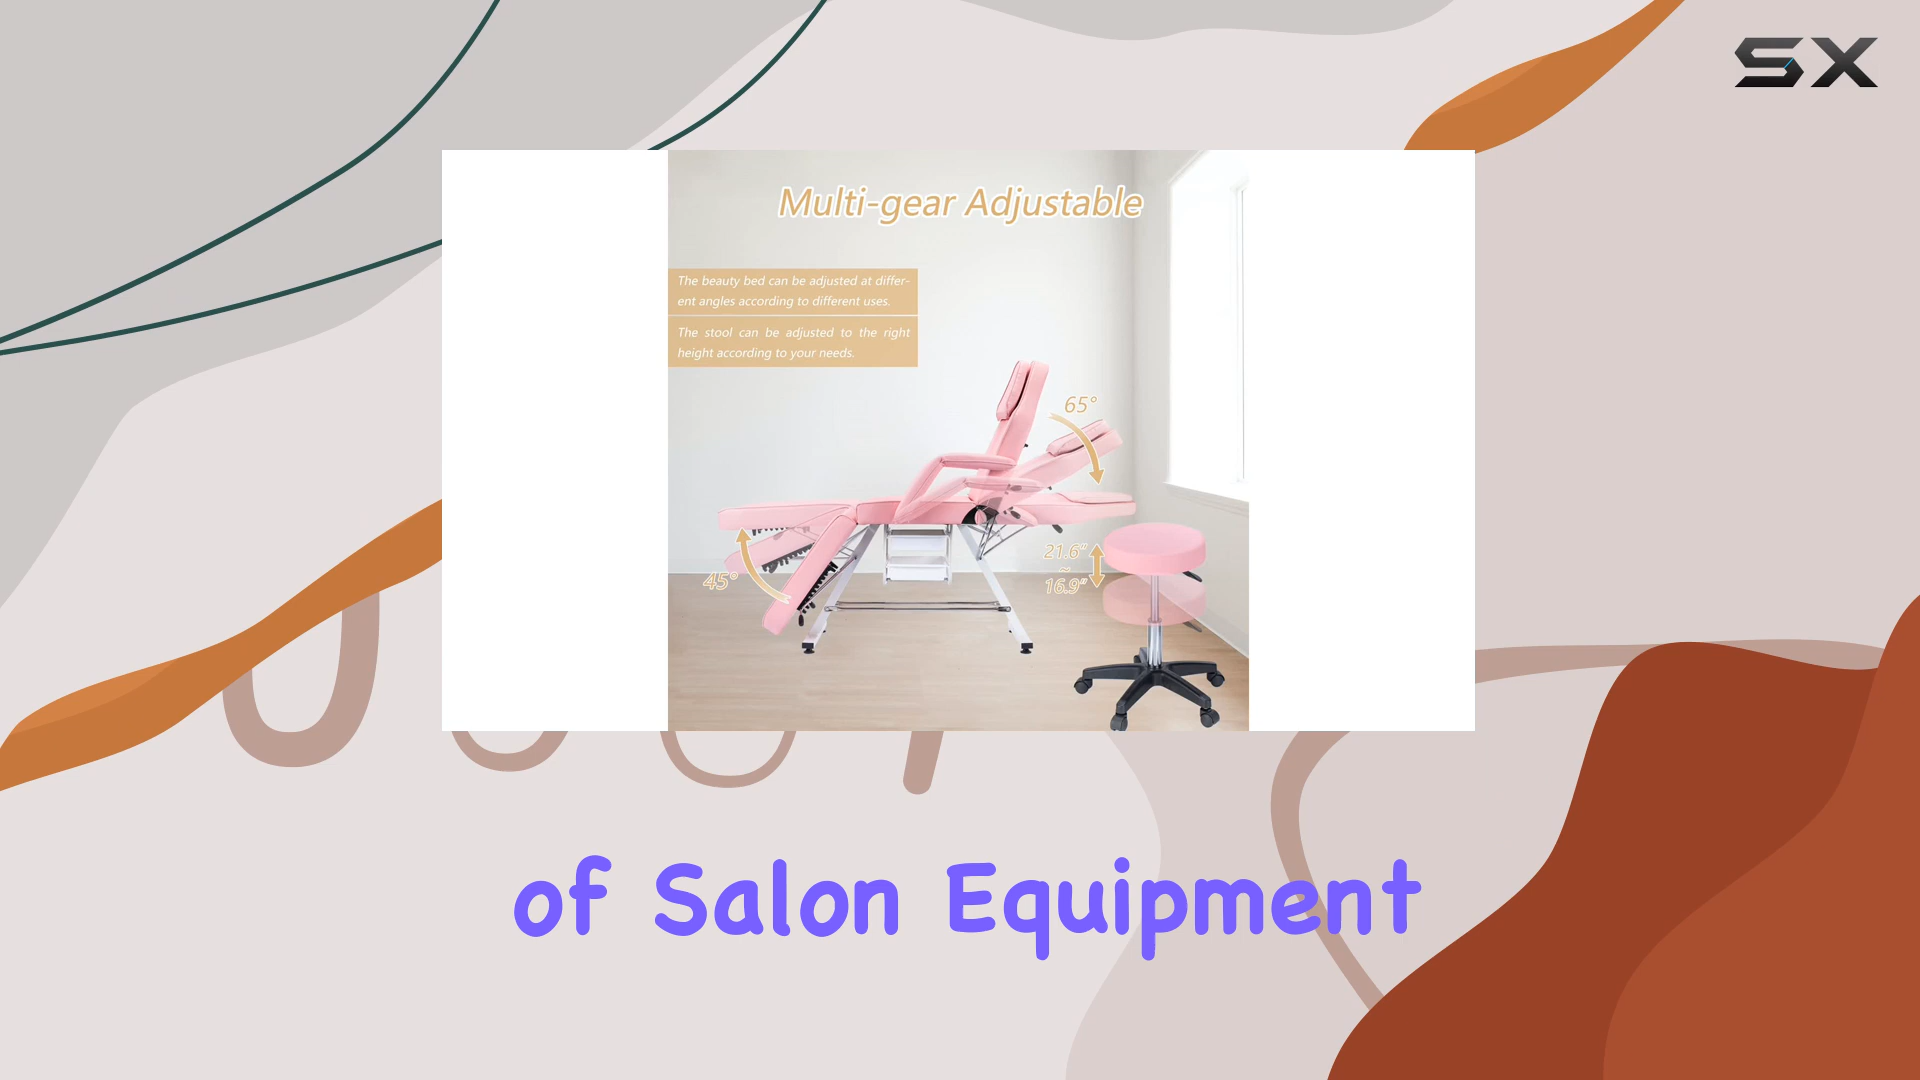 SX
Multi-gear Adjustable
The beauty bed can be adjusted at differ-
ent angles according to different uses.
The stool can be adjusted to the right
height according to your needs.
65°
45°
21.6"
~
16.9"
of Salon Equipment